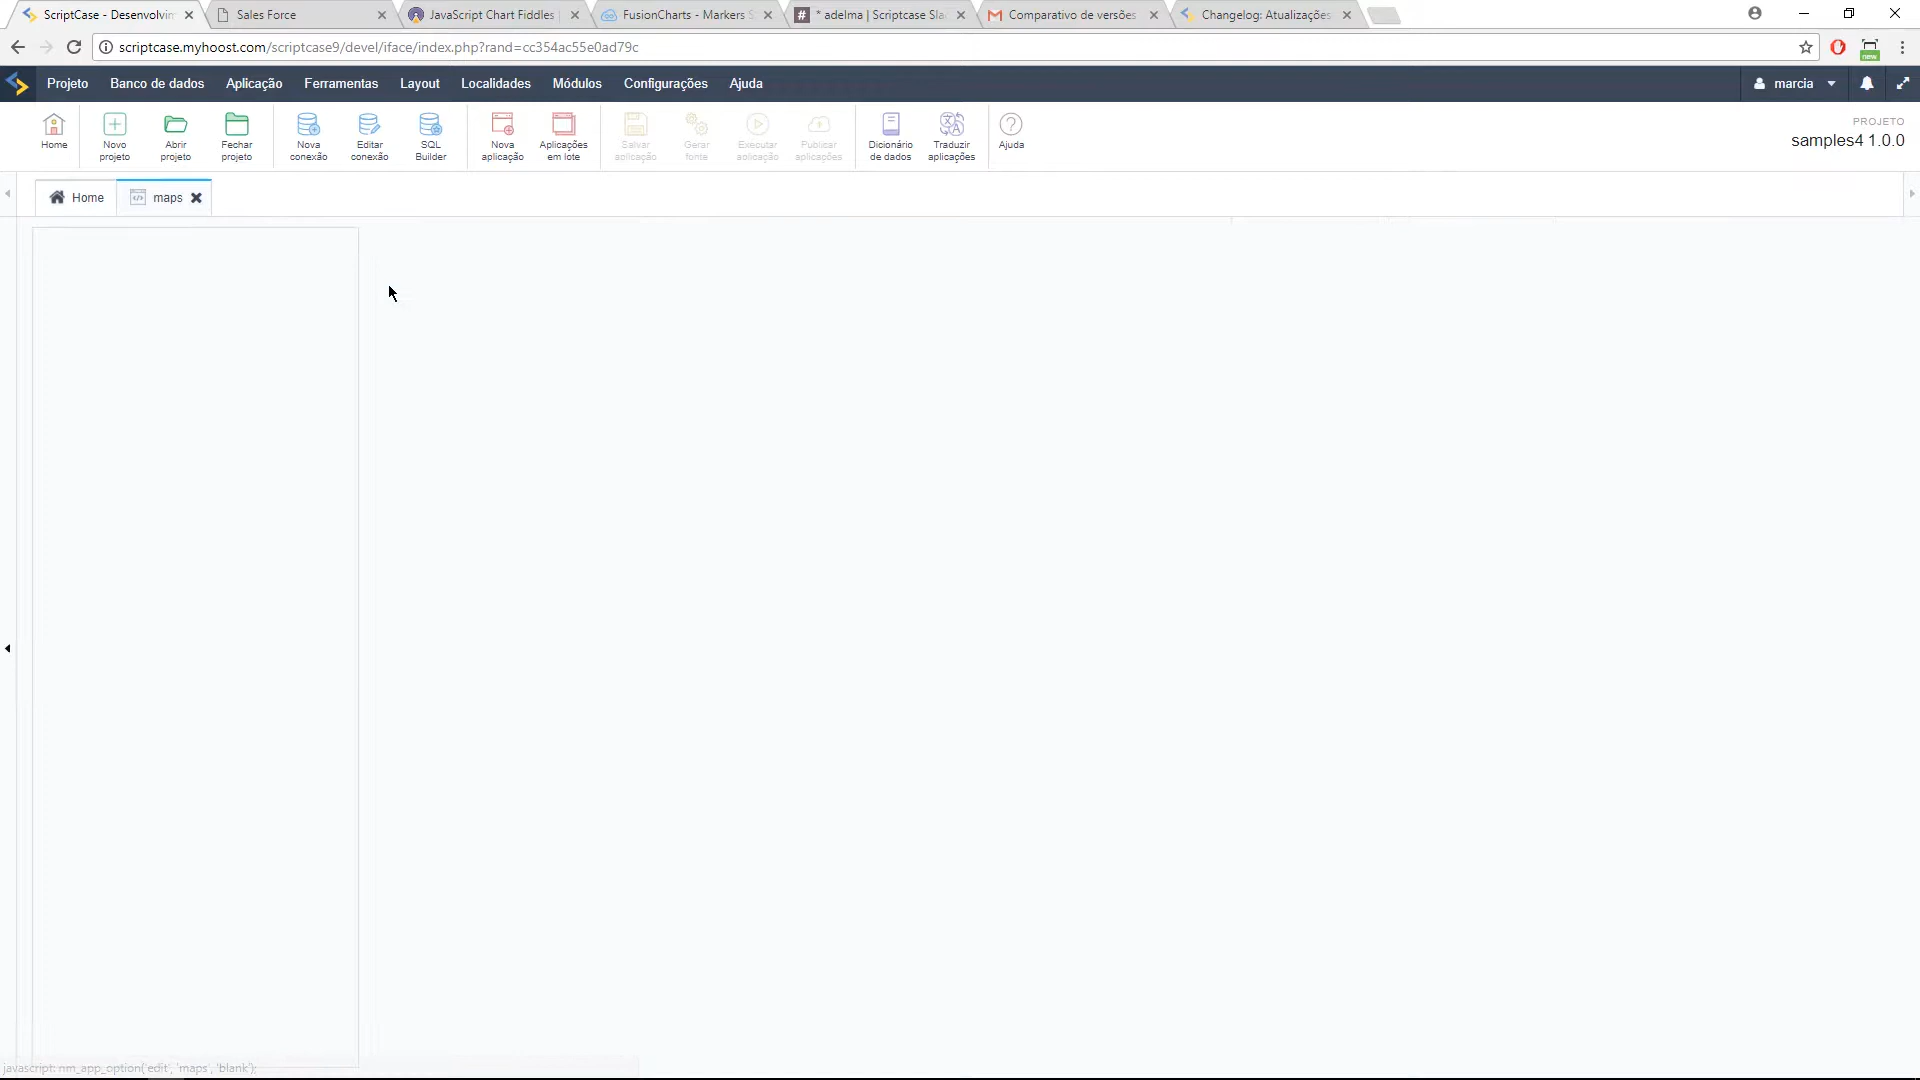 ScriptCase - Desenvolvim
Sales Force
JavaScript Chart Fiddles
FusionCharts - Markers S
* adelma | Scriptcase Sla
Comparativo de versões
Changelog: Atualizações
scriptcase.myhoost.com/scriptcase9/devel/iface/index.php?rand=cc354ac55e0ad79c
new
Projeto Banco de dados Aplicação Ferramentas Layout Localidades Módulos Configurações Ajuda
marcia
Home
Novo projeto
Abrir projeto
Fechar projeto
Nova conexão
Editar conexão
SQL Builder
Nova aplicação
Aplicações em lote
Salvar aplicação
Gerar fonte
Executar aplicação
Publicar aplicações
Dicionário de dados
Traduzir aplicações
Ajuda
PROJETO
samples4 1.0.0
Home
maps
javascript: nm_app_option('edit', 'maps', 'blank');